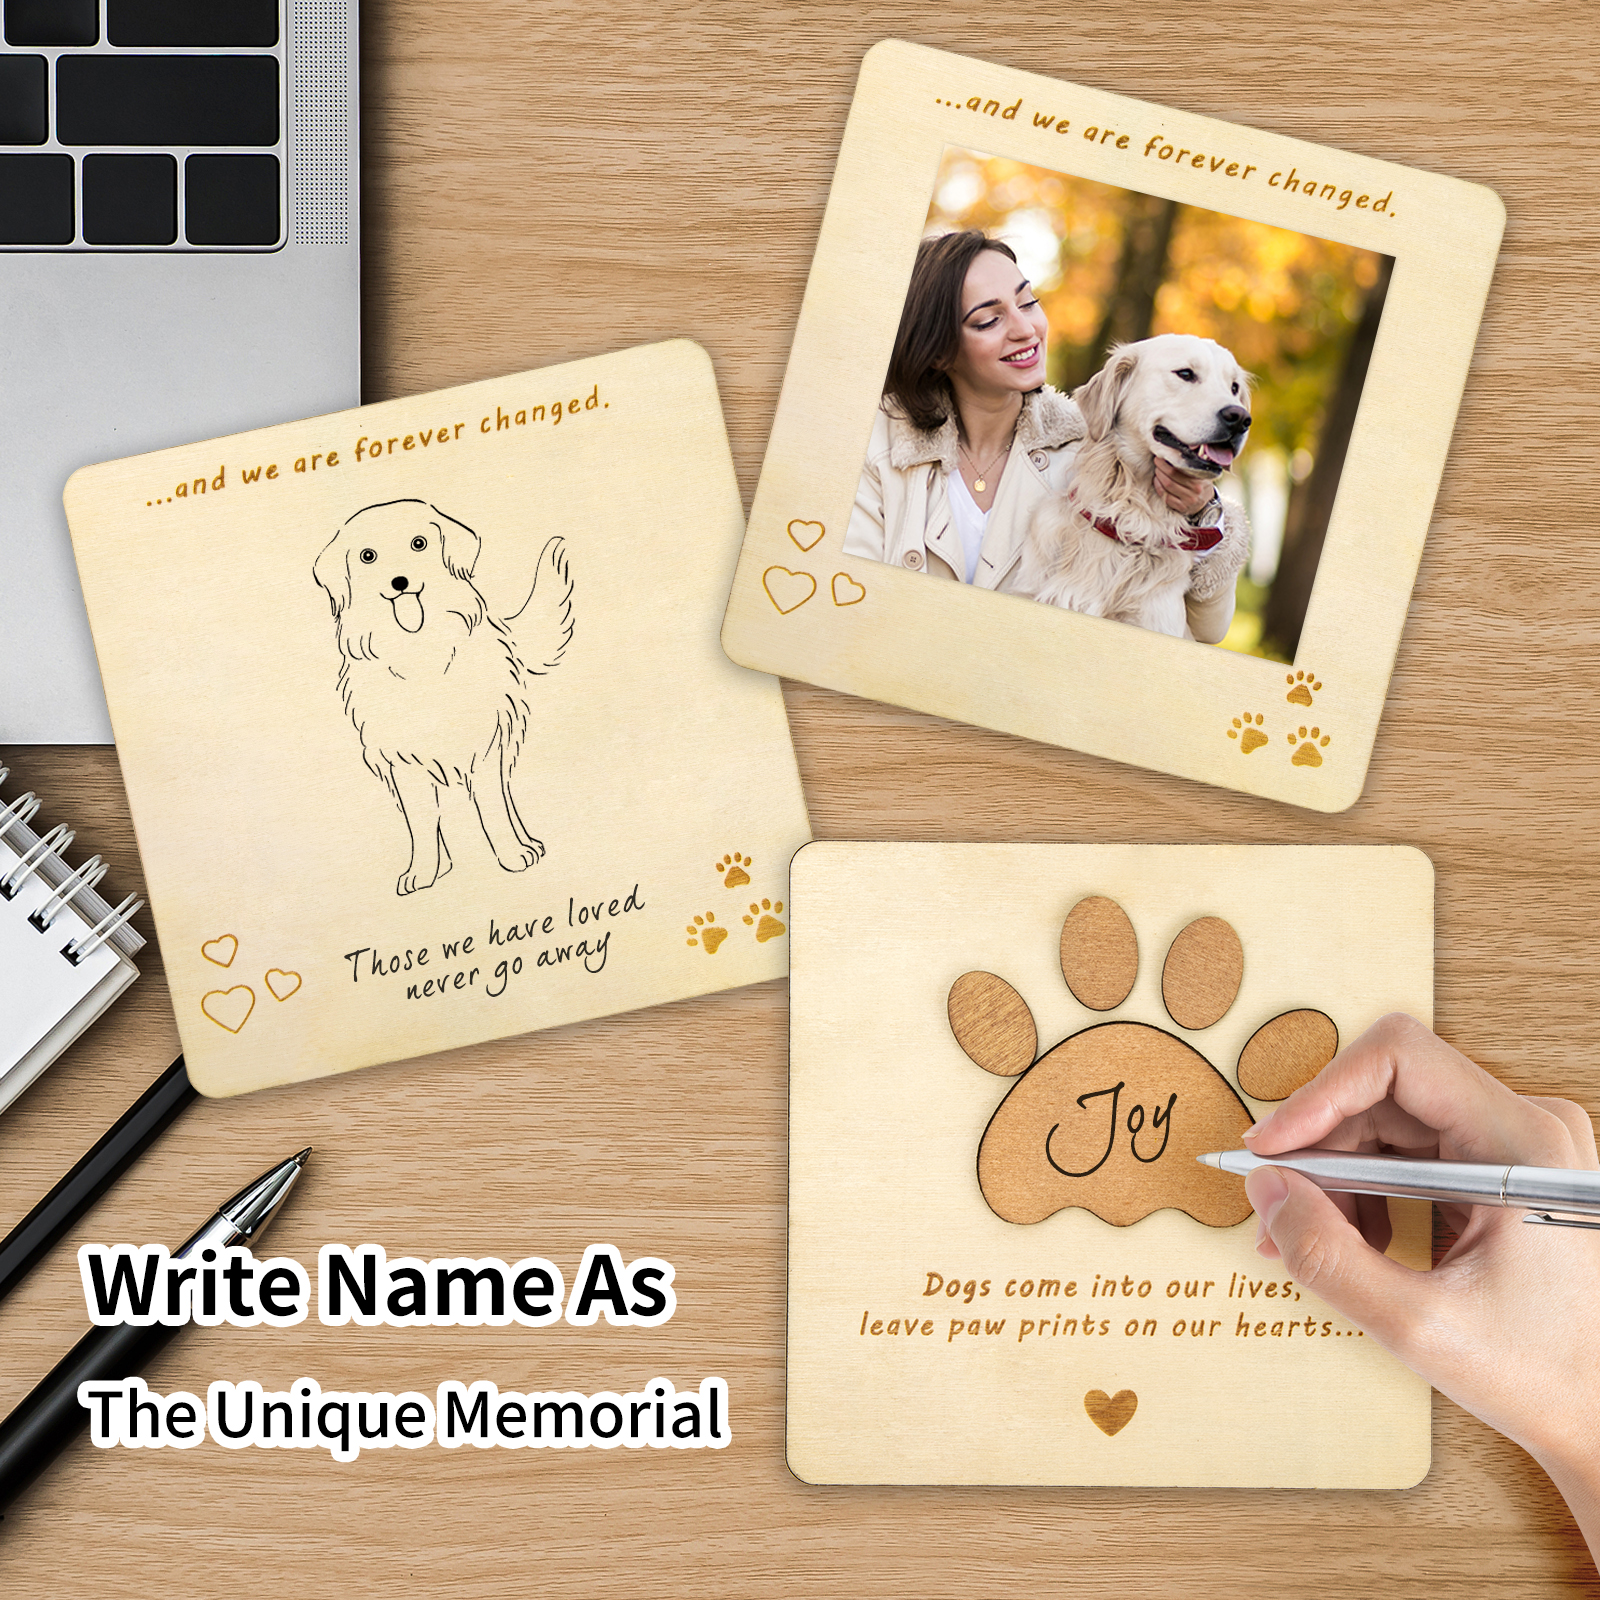 ...and we are forever changed.
...and we are forever changed.
Those we have loved
never go away
Joy
Dogs come into our lives,
leave paw prints on our hearts...
Write Name As
The Unique Memorial